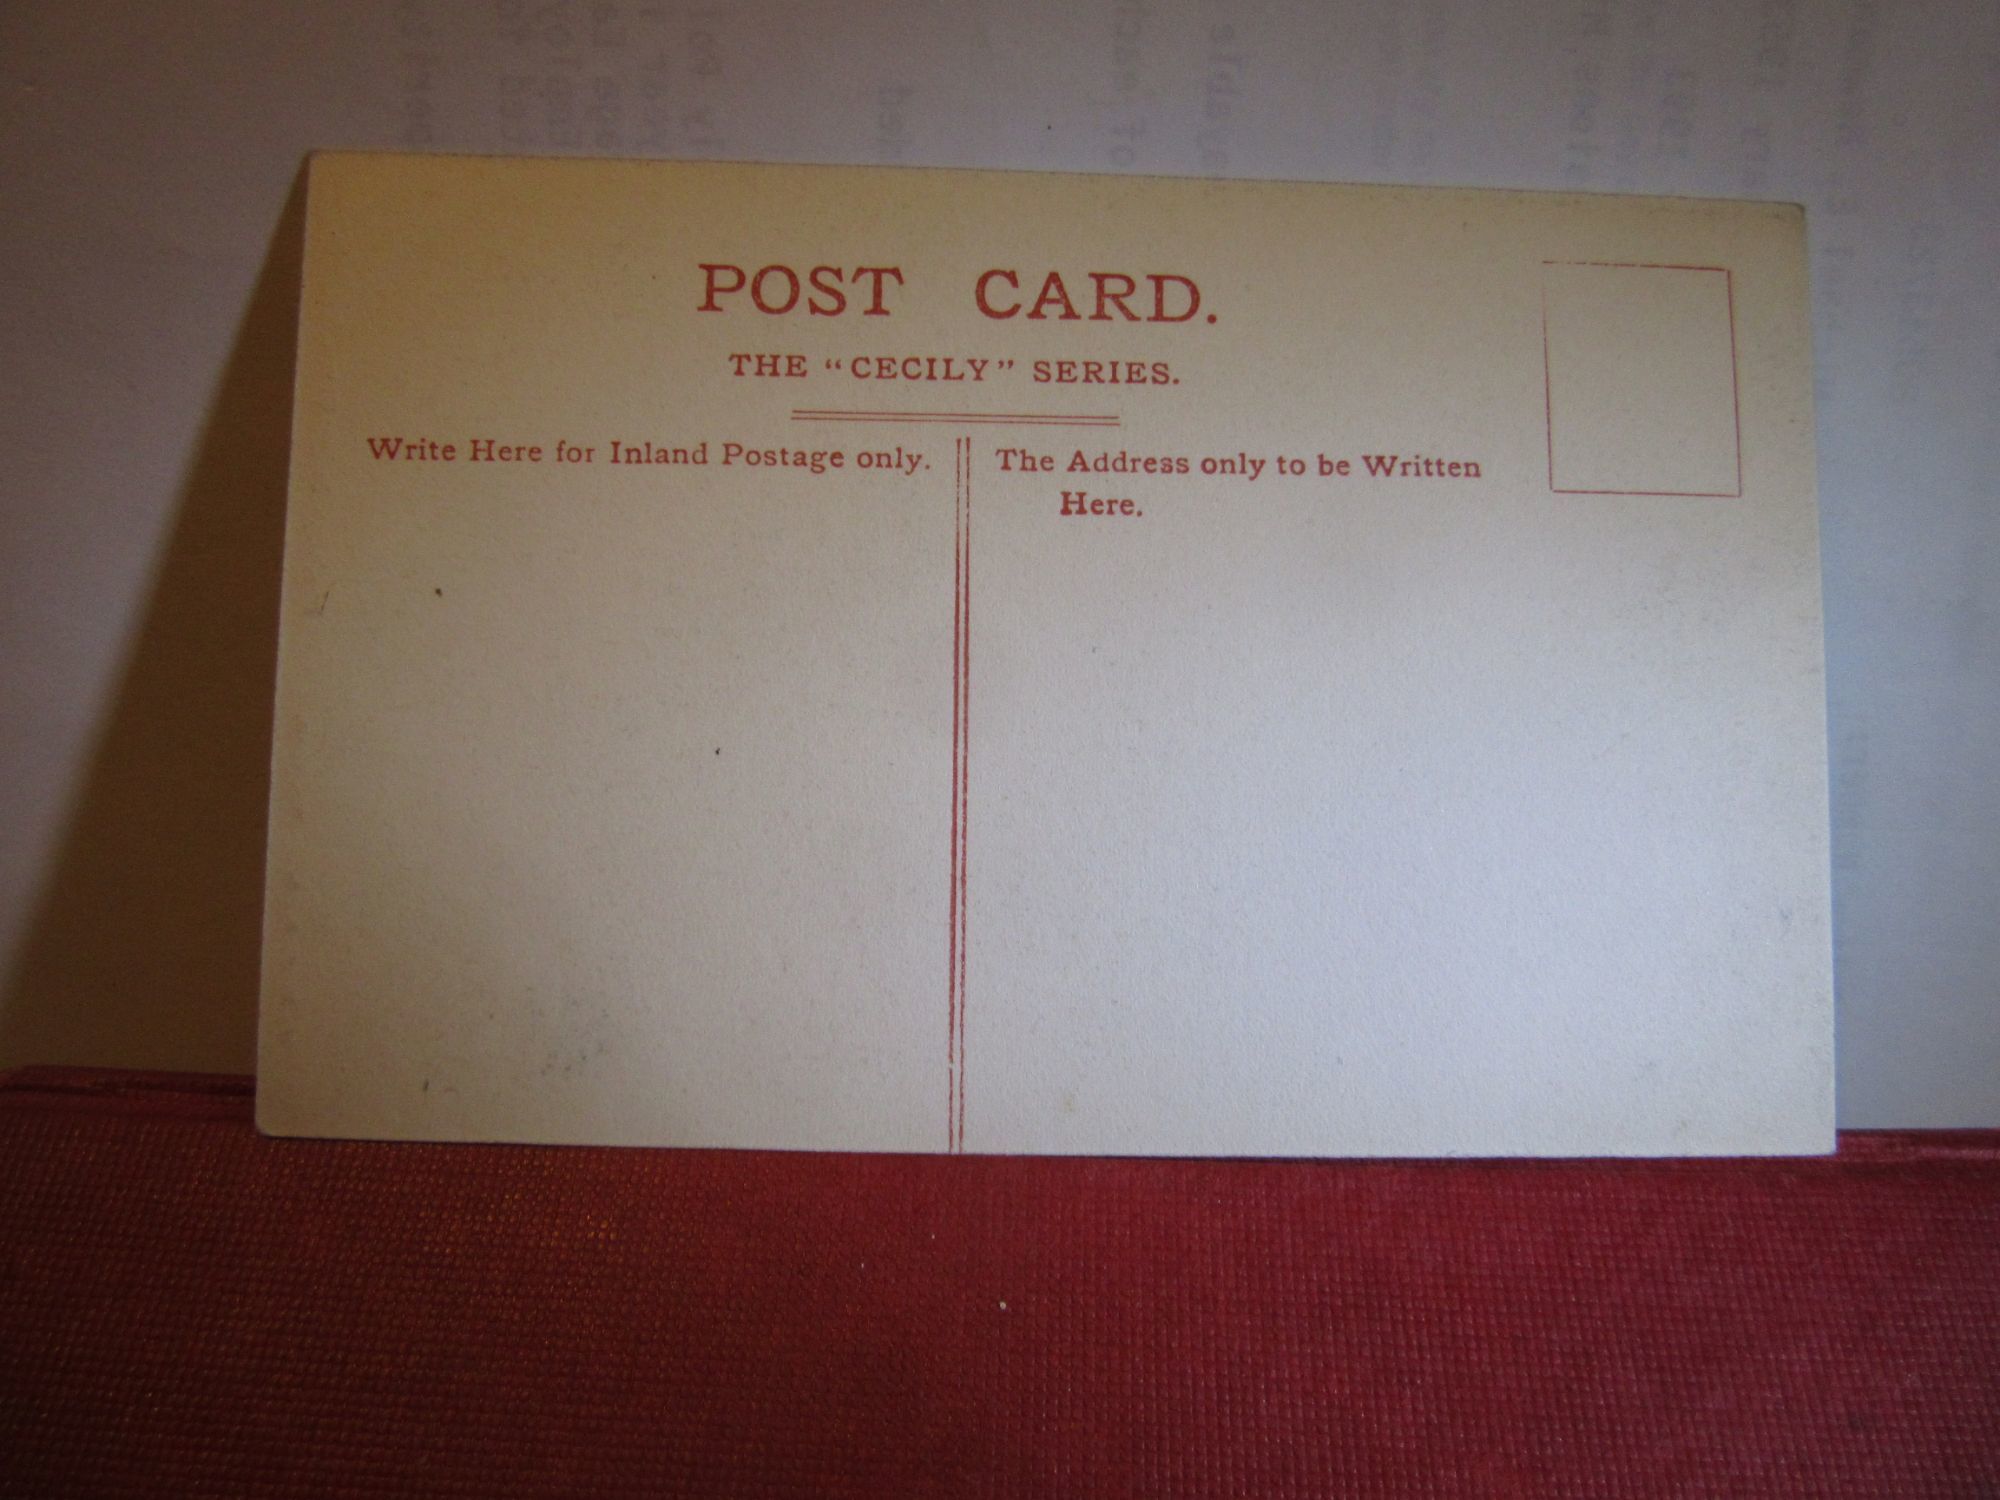 POST CARD.
THE “CECILY” SERIES.
Write Here for Inland Postage only.
The Address only to be Written
Here.